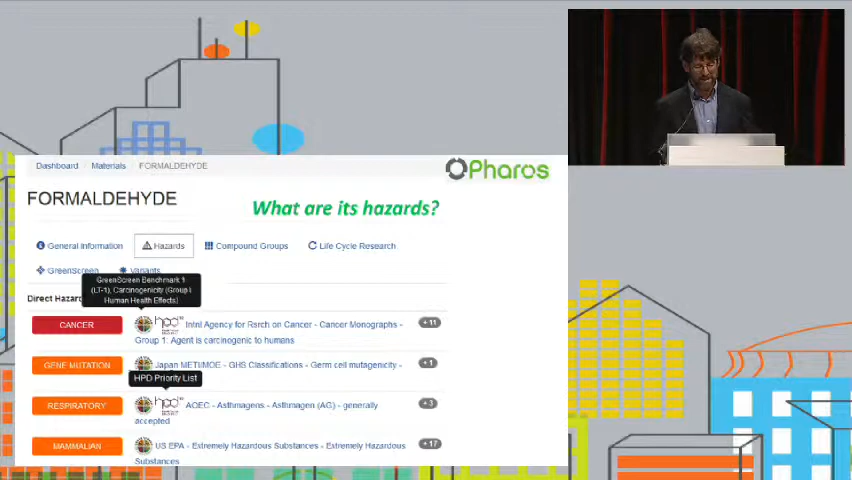 Dashboard Materials FORMALDEHYDE
Pharos
FORMALDEHYDE
What are its hazards?
General Information Hazards Compound Groups Life Cycle Research
GreenScreen Variants
GreenScreen Benchmark 1
(LT-1), Carcinogenicity (Group I
Human Health Effects)
Direct Hazard
CANCER hpd Intnl Agency for Rsrch on Cancer - Cancer Monographs - +11
Group 1: Agent is carcinogenic to humans
GENE MUTATION Japan METI/MOE - GHS Classifications - Germ cell mutagenicity - +1
HPD Priority List
RESPIRATORY hpd AOEC - Asthmagens - Asthmagen (AG) - generally +3
accepted
MAMMALIAN US EPA - Extremely Hazardous Substances - Extremely Hazardous +17
Substances